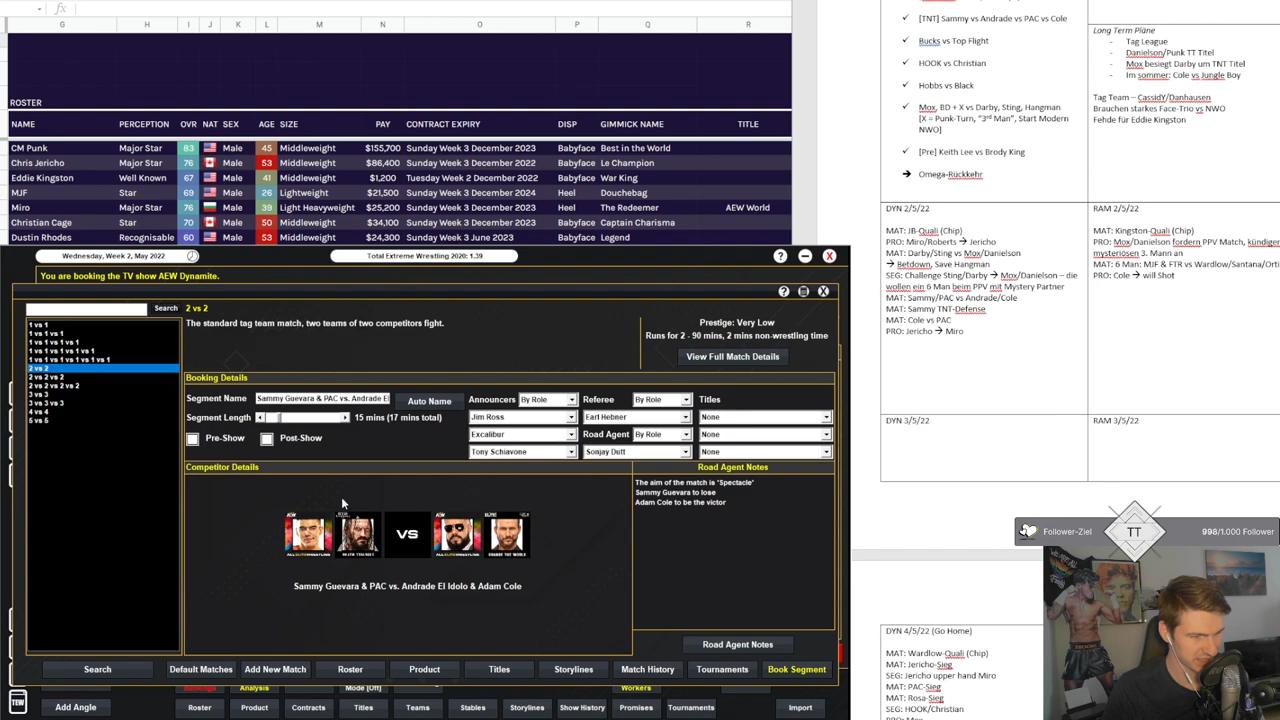 fx
G H I J K L M N O P Q R
ROSTER
NAME PERCEPTION OVR NAT SEX AGE SIZE PAY CONTRACT EXPIRY DISP GIMMICK NAME TITLE
CM Punk Major Star 83 Male 45 Middleweight $155,700 Sunday Week 3 December 2023 Babyface Best in the World
Chris Jericho Major Star 76 Male 53 Middleweight $86,400 Sunday Week 3 December 2022 Babyface Le Champion
Eddie Kingston Well Known 67 Male 41 Middleweight $1,200 Tuesday Week 2 December 2022 Babyface War King
MJF Star 69 Male 26 Lightweight $21,500 Sunday Week 3 December 2024 Heel Douchebag
Miro Major Star 76 Male 39 Light Heavyweight $25,200 Sunday Week 3 December 2023 Heel The Redeemer AEW World
Christian Cage Star 70 Male 50 Middleweight $34,100 Sunday Week 3 December 2023 Babyface Captain Charisma
Dustin Rhodes Recognisable 60 Male 53 Middleweight $24,300 Sunday Week 3 June 2023 Babyface Legend
Wednesday, Week 2, May 2022
Total Extreme Wrestling 2020: 1.39
? – X
You are booking the TV show AEW Dynamite.
Search 2 vs 2
1 vs 1
1 vs 1 vs 1
1 vs 1 vs 1 vs 1
1 vs 1 vs 1 vs 1 vs 1
1 vs 1 vs 1 vs 1 vs 1 vs 1
2 vs 2
2 vs 2 vs 2
2 vs 2 vs 2 vs 2
3 vs 3
3 vs 3 vs 3
4 vs 4
5 vs 5
The standard tag team match, two teams of two competitors fight.
Prestige: Very Low
Runs for 2 - 90 mins, 2 mins non-wrestling time
View Full Match Details
Booking Details
Segment Name Sammy Guevara & PAC vs. Andrade El Auto Name
Segment Length 15 mins (17 mins total)
Pre-Show Post-Show
Announcers By Role
Jim Ross
Excalibur
Tony Schiavone
Referee By Role
Earl Hebner
Road Agent By Role
Sonjay Dutt
Titles
None
None
None
Competitor Details
VS
Sammy Guevara & PAC vs. Andrade El Idolo & Adam Cole
Road Agent Notes
The aim of the match is 'Spectacle'
Sammy Guevara to lose
Adam Cole to be the victor
Road Agent Notes
Search Default Matches Add New Match Roster Product Titles Storylines Match History Tournaments Book Segment
Analysis Mode [Off] Workers
Add Angle Roster Product Contracts Titles Teams Stables Storylines Show History Promises Tournaments Import
TEW
[TNT] Sammy vs Andrade vs PAC vs Cole
Bucks vs Top Flight
HOOK vs Christian
Hobbs vs Black
Mox, BD + X vs Darby, Sting, Hangman
[X = Punk-Turn, "3rd Man", Start Modern
NWO]
[Pre] Keith Lee vs Brody King
Omega-Rückkehr
Long Term Pläne
- Tag League
- Danielson/Punk TT Titel
- Mox besiegt Darby um TNT Titel
- Im sommer: Cole vs Jungle Boy
Tag Team – CassidY/Danhausen
Brauchen starkes Face-Trio vs NWO
Fehde für Eddie Kingston
DYN 2/5/22
MAT: JB-Quali (Chip)
PRO: Miro/Roberts → Jericho
MAT: Darby/Sting vs Mox/Danielson
→ Betdown, Save Hangman
SEG: Challenge Sting/Darby → Mox/Danielson – die
wollen ein 6 Man beim PPV mit Mystery Partner
MAT: Sammy/PAC vs Andrade/Cole
MAT: Sammy TNT-Defense
MAT: Cole vs PAC
PRO: Jericho → Miro
RAM 2/5/22
MAT: Kingston-Quali (Chip)
PRO: Mox/Danielson fordern PPV Match, kündige
mysteriösen 3. Mann an
MAT: 6 Man: MJF & FTR vs Wardlow/Santana/Orti
PRO: Cole → will Shot
DYN 3/5/22
RAM 3/5/22
Follower-Ziel TT 998/1.000 Follower
DYN 4/5/22 (Go Home)
MAT: Wardlow-Quali (Chip)
MAT: Jericho-Sieg
SEG: Jericho upper hand Miro
MAT: PAC-Sieg
MAT: Rosa-Sieg
SEG: HOOK/Christian